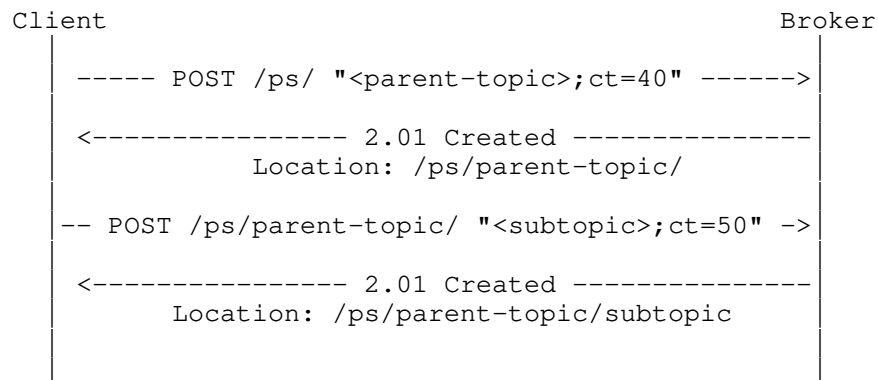 Client Broker
----- POST /ps/ "<parent-topic>;ct=40" ------>
<---------------- 2.01 Created ---------------
Location: /ps/parent-topic/
-- POST /ps/parent-topic/ "<subtopic>;ct=50" ->
<---------------- 2.01 Created ---------------
Location: /ps/parent-topic/subtopic